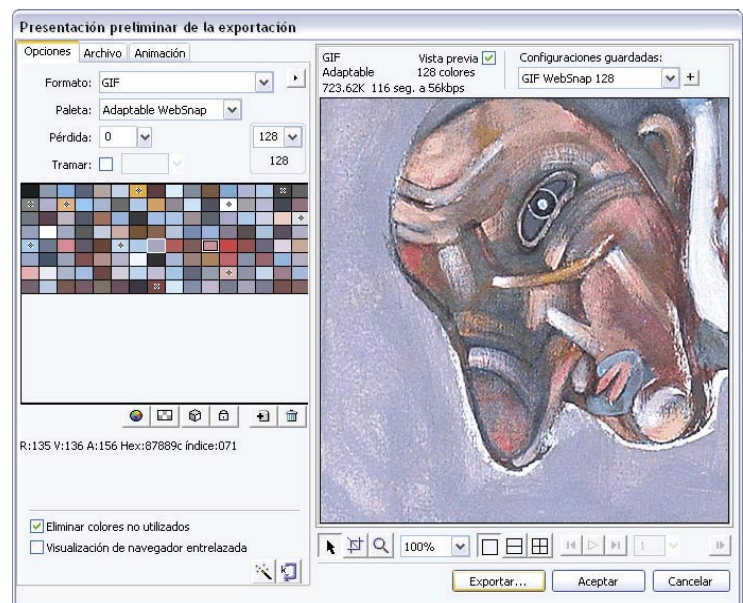 Presentación preliminar de la exportación
Opciones Archivo Animación
Formato: GIF
Paleta: Adaptable WebSnap
Pérdida: 0 128
Tramar: 128
R:135 V:136 A:156 Hex:87889c índice:071
Eliminar colores no utilizados
Visualización de navegador entrelazada
GIF Vista previa
Adaptable 128 colores
723.62K 116 seg. a 56kbps
Configuraciones guardadas:
GIF WebSnap 128
100% 1
Exportar... Aceptar Cancelar